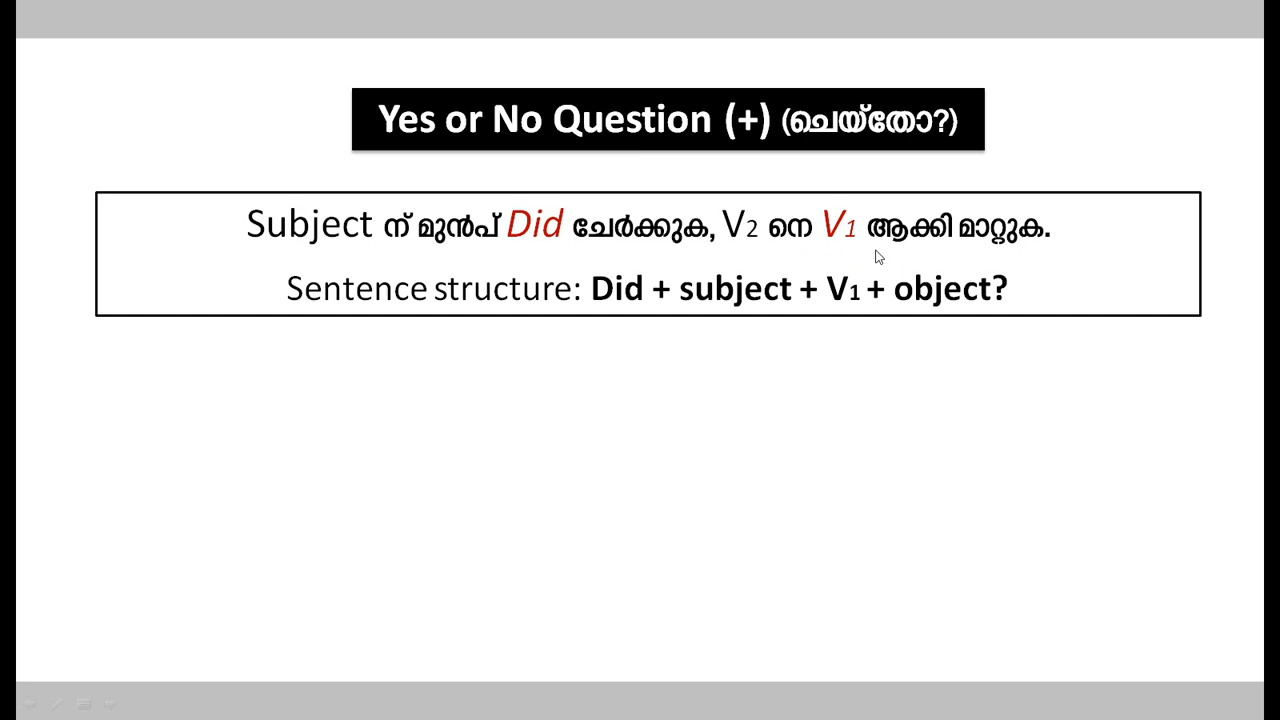 Yes or No Question (+) (ചെയ്തോ?)
Subject ന് മുൻപ് Did ചേർക്കുക, V2 നെ V1 ആക്കി മാറ്റുക.
Sentence structure: Did + subject + V1 + object?